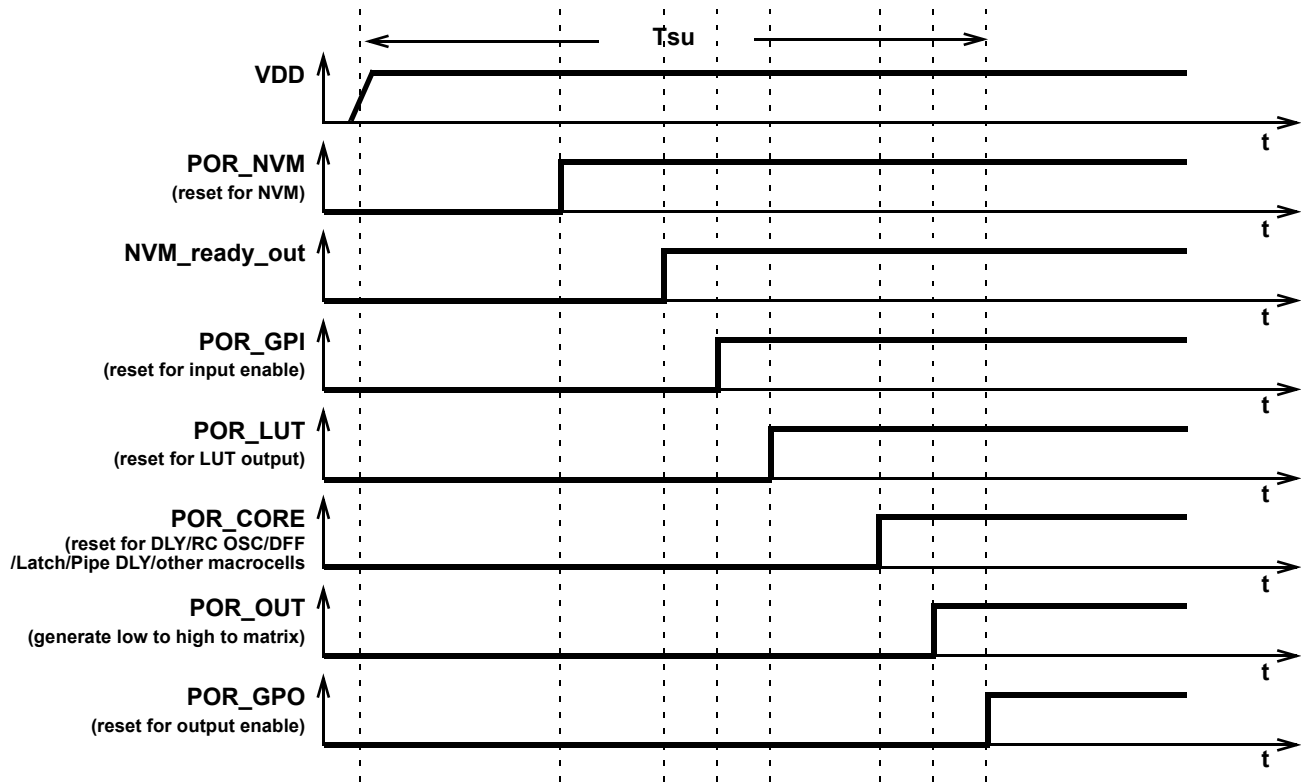 Tsu
VDD
t
POR_NVM
(reset for NVM)
t
NVM_ready_out
t
POR_GPI
(reset for input enable)
t
POR_LUT
(reset for LUT output)
t
POR_CORE
(reset for DLY/RC OSC/DFF
/Latch/Pipe DLY/other macrocells
t
POR_OUT
(generate low to high to matrix)
t
POR_GPO
(reset for output enable)
t